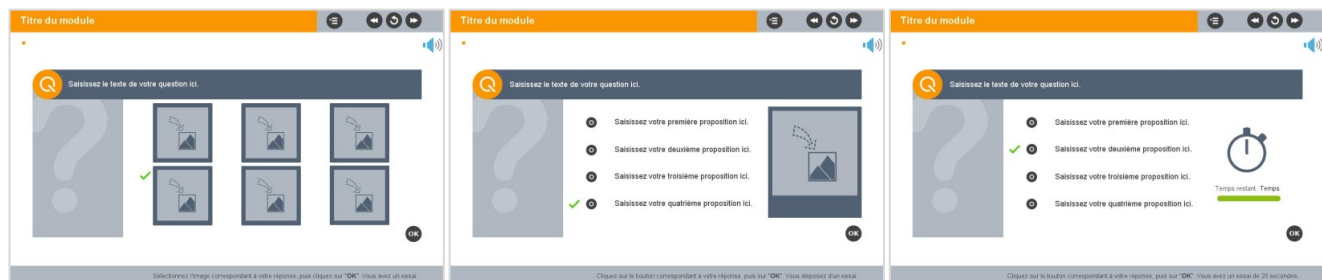 Titre du module
Saisissez le texte de votre question ici.
OK
Sélectionnez l'image correspondant à votre réponse, puis cliquez sur "OK". Vous avez un essai.
Titre du module
Saisissez le texte de votre question ici.
Saisissez votre première proposition ici.
Saisissez votre deuxième proposition ici.
Saisissez votre troisième proposition ici.
Saisissez votre quatrième proposition ici.
OK
Cliquez sur le bouton correspondant à votre réponse, puis sur "OK". Vous disposez d'un essai.
Titre du module
Saisissez le texte de votre question ici.
Saisissez votre première proposition ici.
Saisissez votre deuxième proposition ici.
Saisissez votre troisième proposition ici.
Saisissez votre quatrième proposition ici.
Temps restant : Temps
OK
Cliquez sur le bouton correspondant à votre réponse, puis sur "OK". Vous avez un essai de 20 secondes.